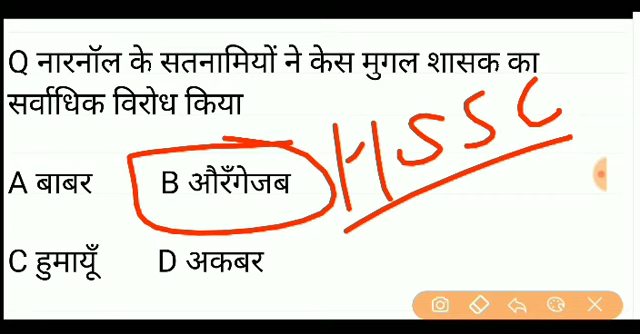 Q नारनॉल के सतनामियों ने केस मुगल शासक का
सर्वाधिक विरोध किया
HSSC
A बाबर B औरँगेजब
C हुमायूँ D अकबर